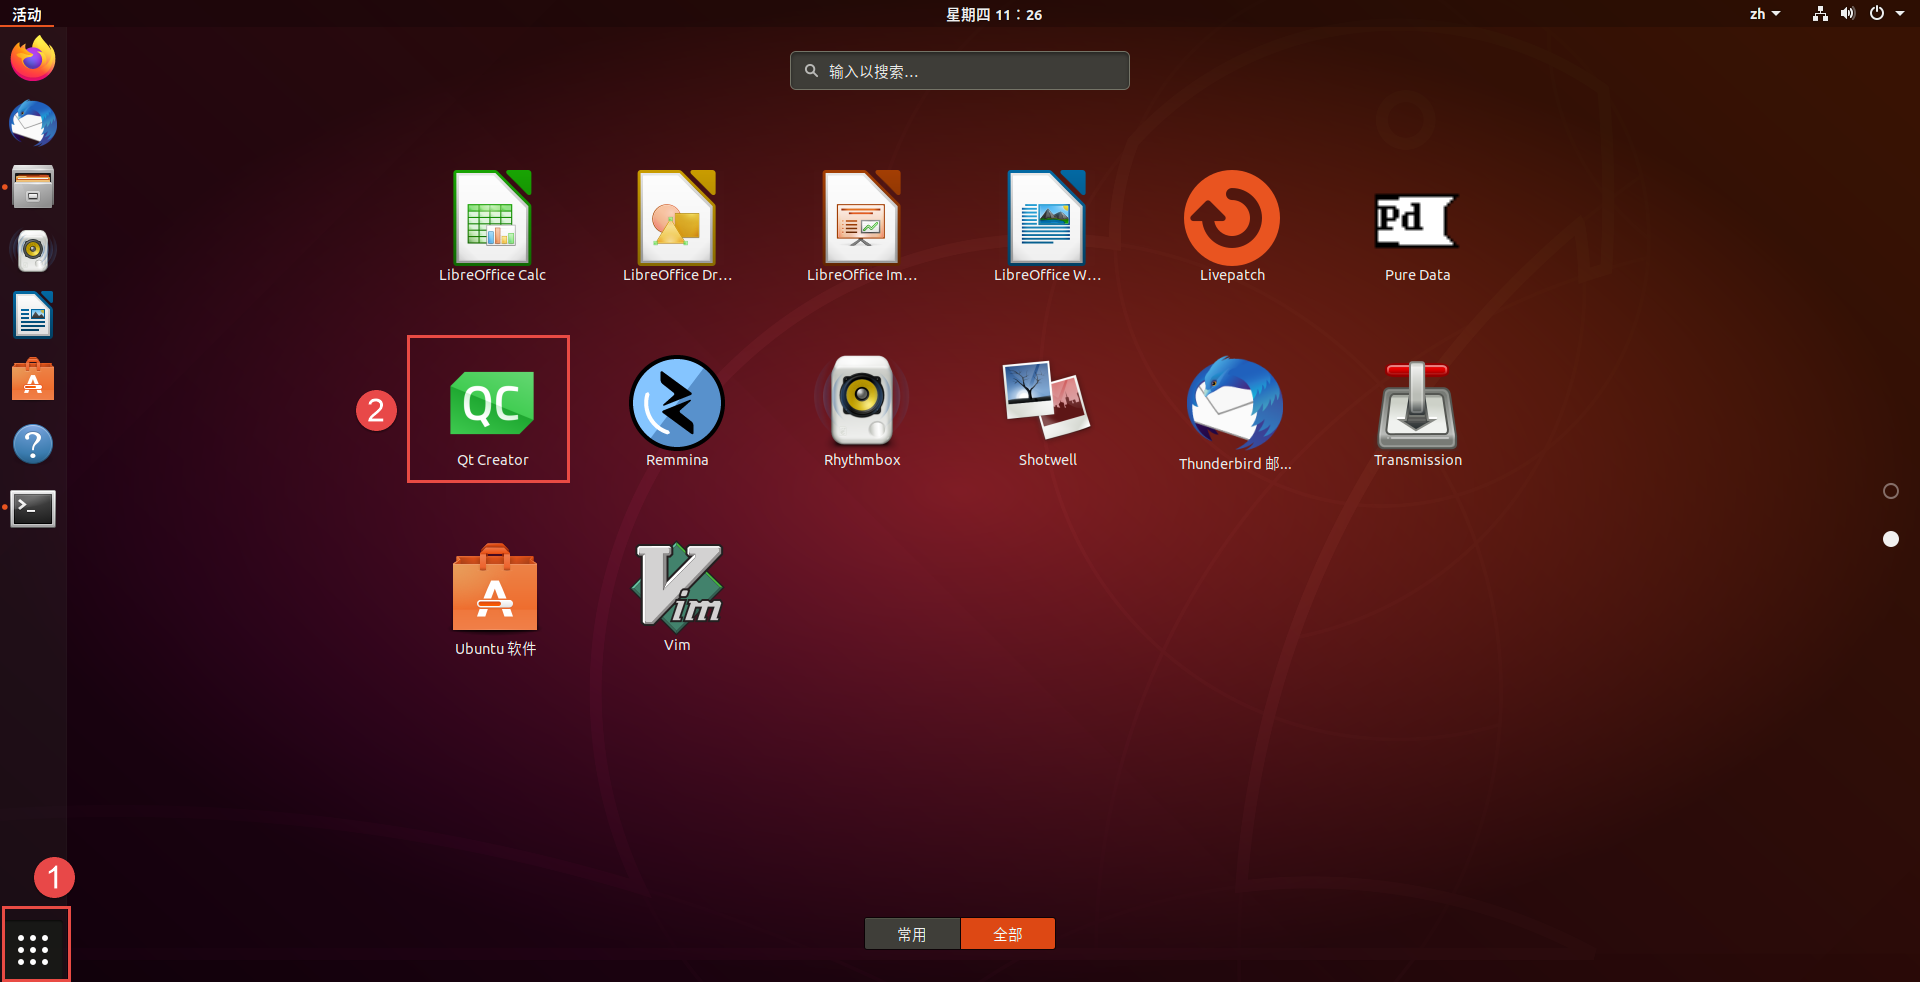 活动
星期四 11：26
zh
输入以搜索...
LibreOffice Calc
LibreOffice Dr...
LibreOffice Im...
LibreOffice W...
Livepatch
Pd
Pure Data
2
QC
Qt Creator
Remmina
Rhythmbox
Shotwell
Thunderbird 邮...
Transmission
Ubuntu 软件
Vim
Vim
1
常用
全部